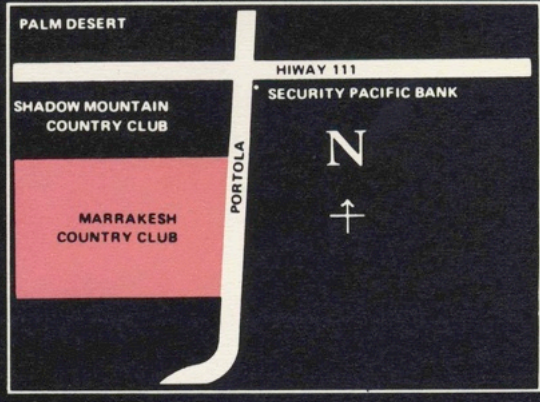 PALM DESERT
HIWAY 111
SECURITY PACIFIC BANK
SHADOW MOUNTAIN
COUNTRY CLUB
N
PORTOLA
MARRAKESH
COUNTRY CLUB